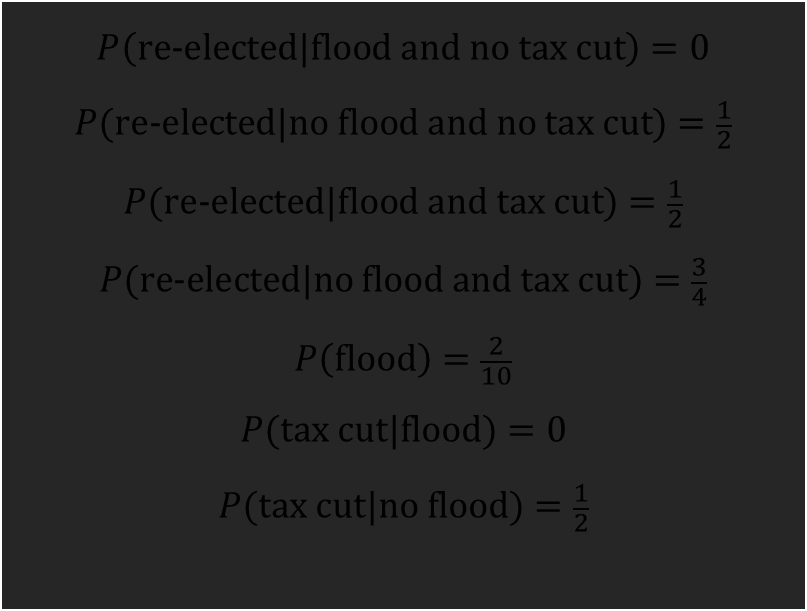 P(re-elected|flood and no tax cut) = 0
P(re-elected|no flood and no tax cut) = 1/2
P(re-elected|flood and tax cut) = 1/2
P(re-elected|no flood and tax cut) = 3/4
P(flood) = 2/10
P(tax cut|flood) = 0
P(tax cut|no flood) = 1/2